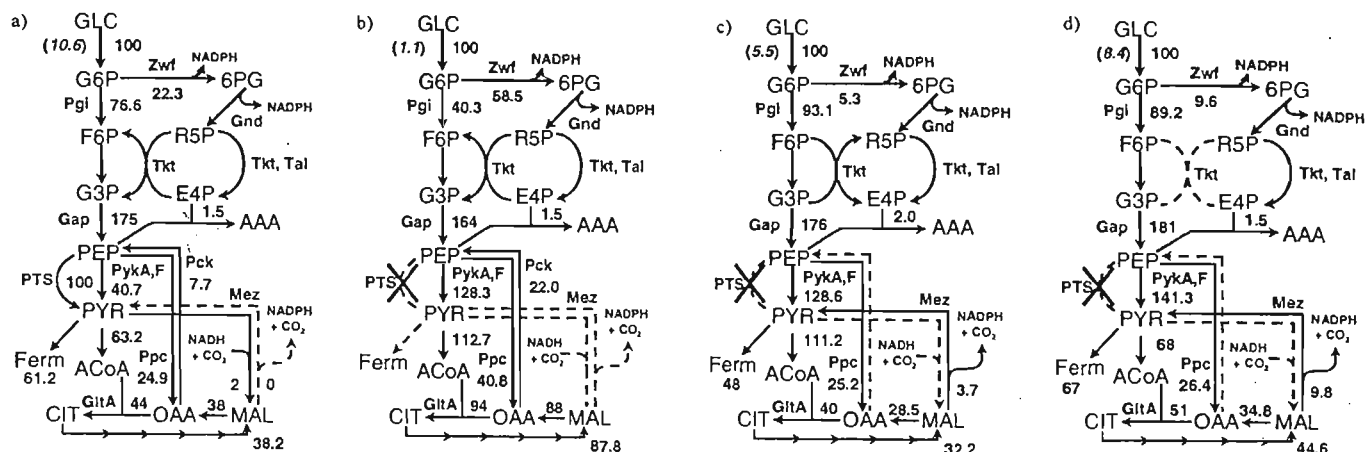 a)
GLC
(10.6) 100
NADPH
Zwf
G6P 6PG
22.3
Pgi 76.6 NADPH
Gnd
F6P R5P
Tkt Tkt, Tal
G3P E4P
Gap 175 1.5
AAA
PEP
PykA,F Pck
PTS 100 40.7 7.7
Mez
PYR NADPH + CO2
63.2 NADH + CO2
Ferm 61.2 Ppc
ACoA 24.9 2 0
GltA 44 38
CIT OAA MAL
38.2
b)
GLC
(1.1) 100
NADPH
Zwf
G6P 6PG
58.5
Pgi 40.3 NADPH
Gnd
F6P R5P
Tkt Tkt, Tal
G3P E4P
Gap 164 1.5
AAA
PEP
PykA,F Pck
PTS 128.3 22.0
Mez
PYR NADPH + CO2
112.7 NADH + CO2
Ferm Ppc
ACoA 40.8
GltA 94 88
CIT OAA MAL
87.8
c)
GLC
(5.5) 100
NADPH
Zwf
G6P 6PG
5.3
Pgi 93.1 NADPH
Gnd
F6P R5P
Tkt Tkt, Tal
G3P E4P
Gap 176 2.0
AAA
PEP
PykA,F
PTS 128.6
Mez
PYR NADPH + CO2
111.2 NADH + CO2
Ferm 48 Ppc
ACoA 25.2 3.7
GltA 40 28.5
CIT OAA MAL
32.2
d)
GLC
(8.4) 100
NADPH
Zwf
G6P 6PG
9.6
Pgi 89.2 NADPH
Gnd
F6P R5P
Tkt Tkt, Tal
G3P E4P
Gap 181 1.5
AAA
PEP
PykA,F
PTS 141.3
Mez
PYR NADPH + CO2
68 NADH + CO2
Ferm 67 Ppc
ACoA 26.4 9.8
GltA 51 34.8
CIT OAA MAL
44.6